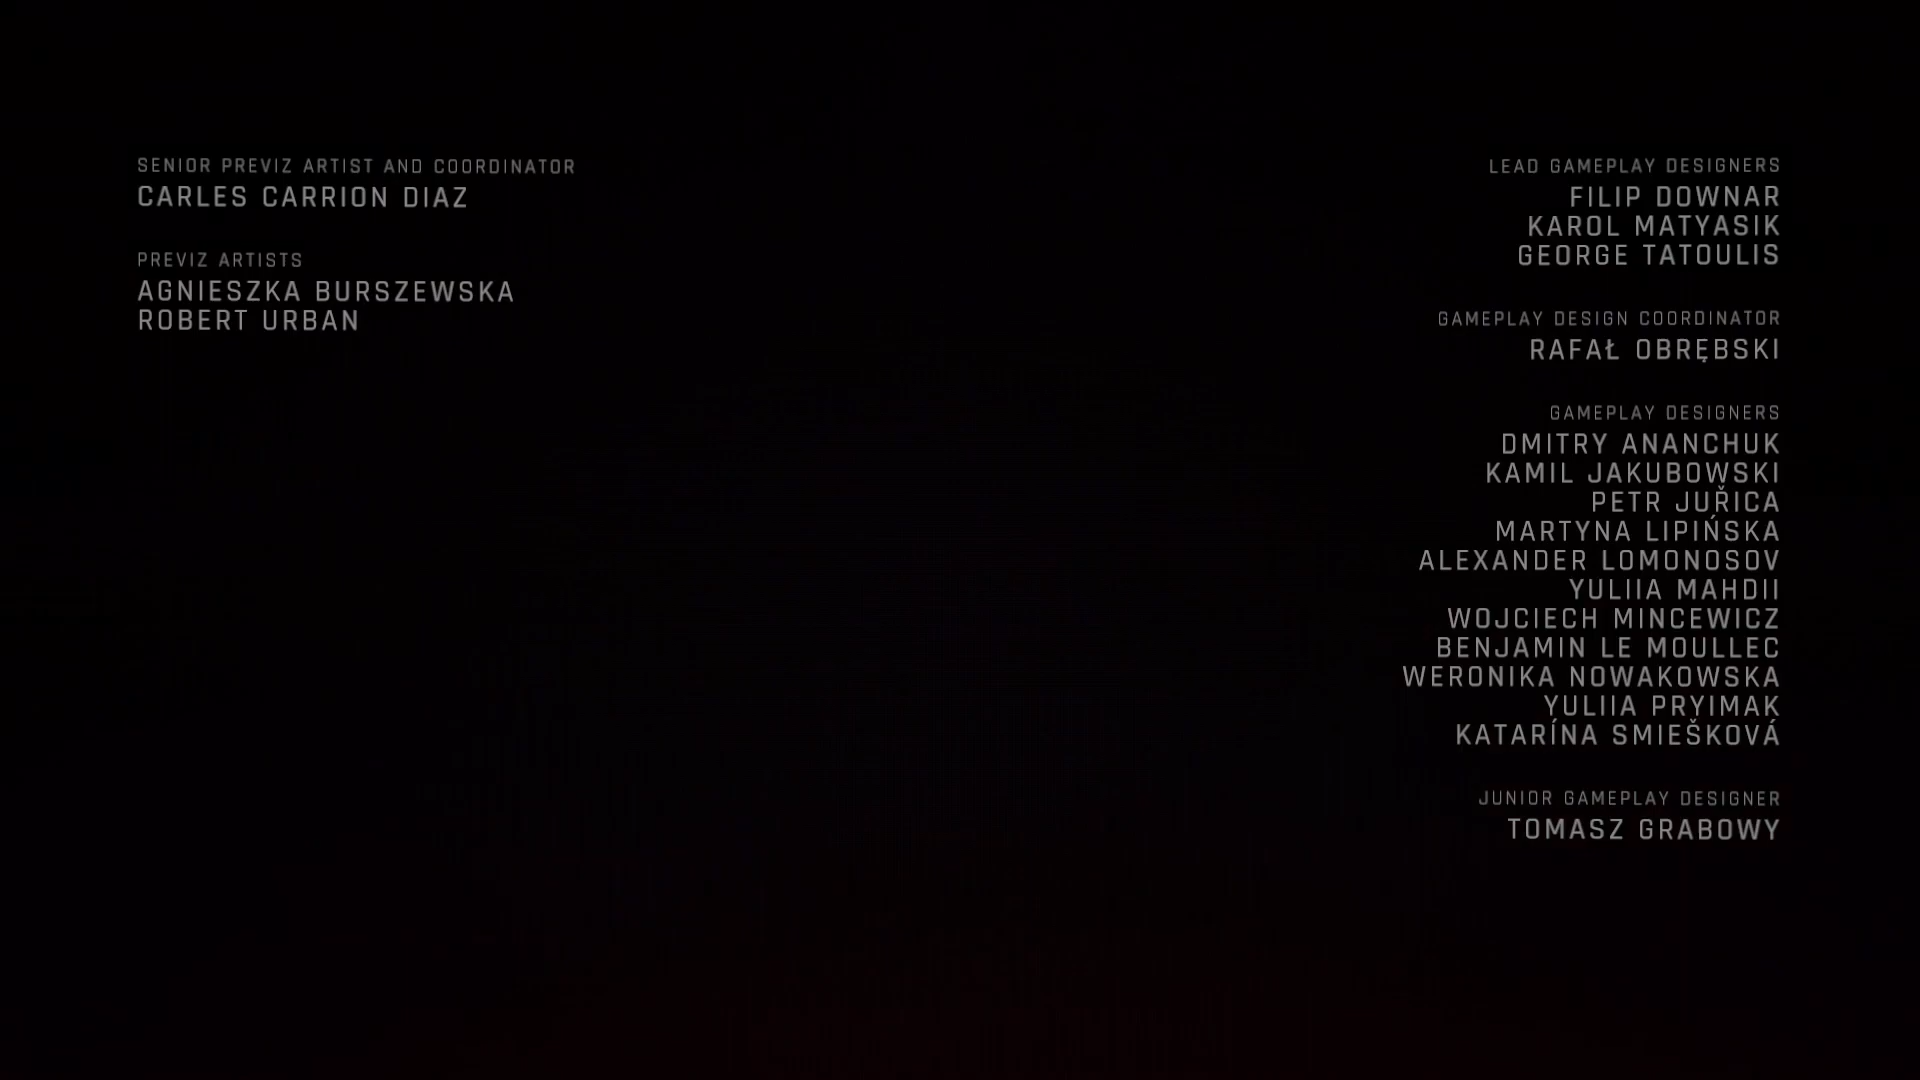 SENIOR PREVIZ ARTIST AND COORDINATOR
CARLES CARRION DIAZ
PREVIZ ARTISTS
AGNIESZKA BURSZEWSKA
ROBERT URBAN
LEAD GAMEPLAY DESIGNERS
FILIP DOWNAR
KAROL MATYASIK
GEORGE TATOULIS
GAMEPLAY DESIGN COORDINATOR
RAFAŁ OBRĘBSKI
GAMEPLAY DESIGNERS
DMITRY ANANCHUK
KAMIL JAKUBOWSKI
PETR JUŘICA
MARTYNA LIPIŃSKA
ALEXANDER LOMONOSOV
YULIIA MAHDII
WOJCIECH MINCEWICZ
BENJAMIN LE MOULLEC
WERONIKA NOWAKOWSKA
YULIIA PRYIMAK
KATARÍNA SMIEŠKOVÁ
JUNIOR GAMEPLAY DESIGNER
TOMASZ GRABOWY